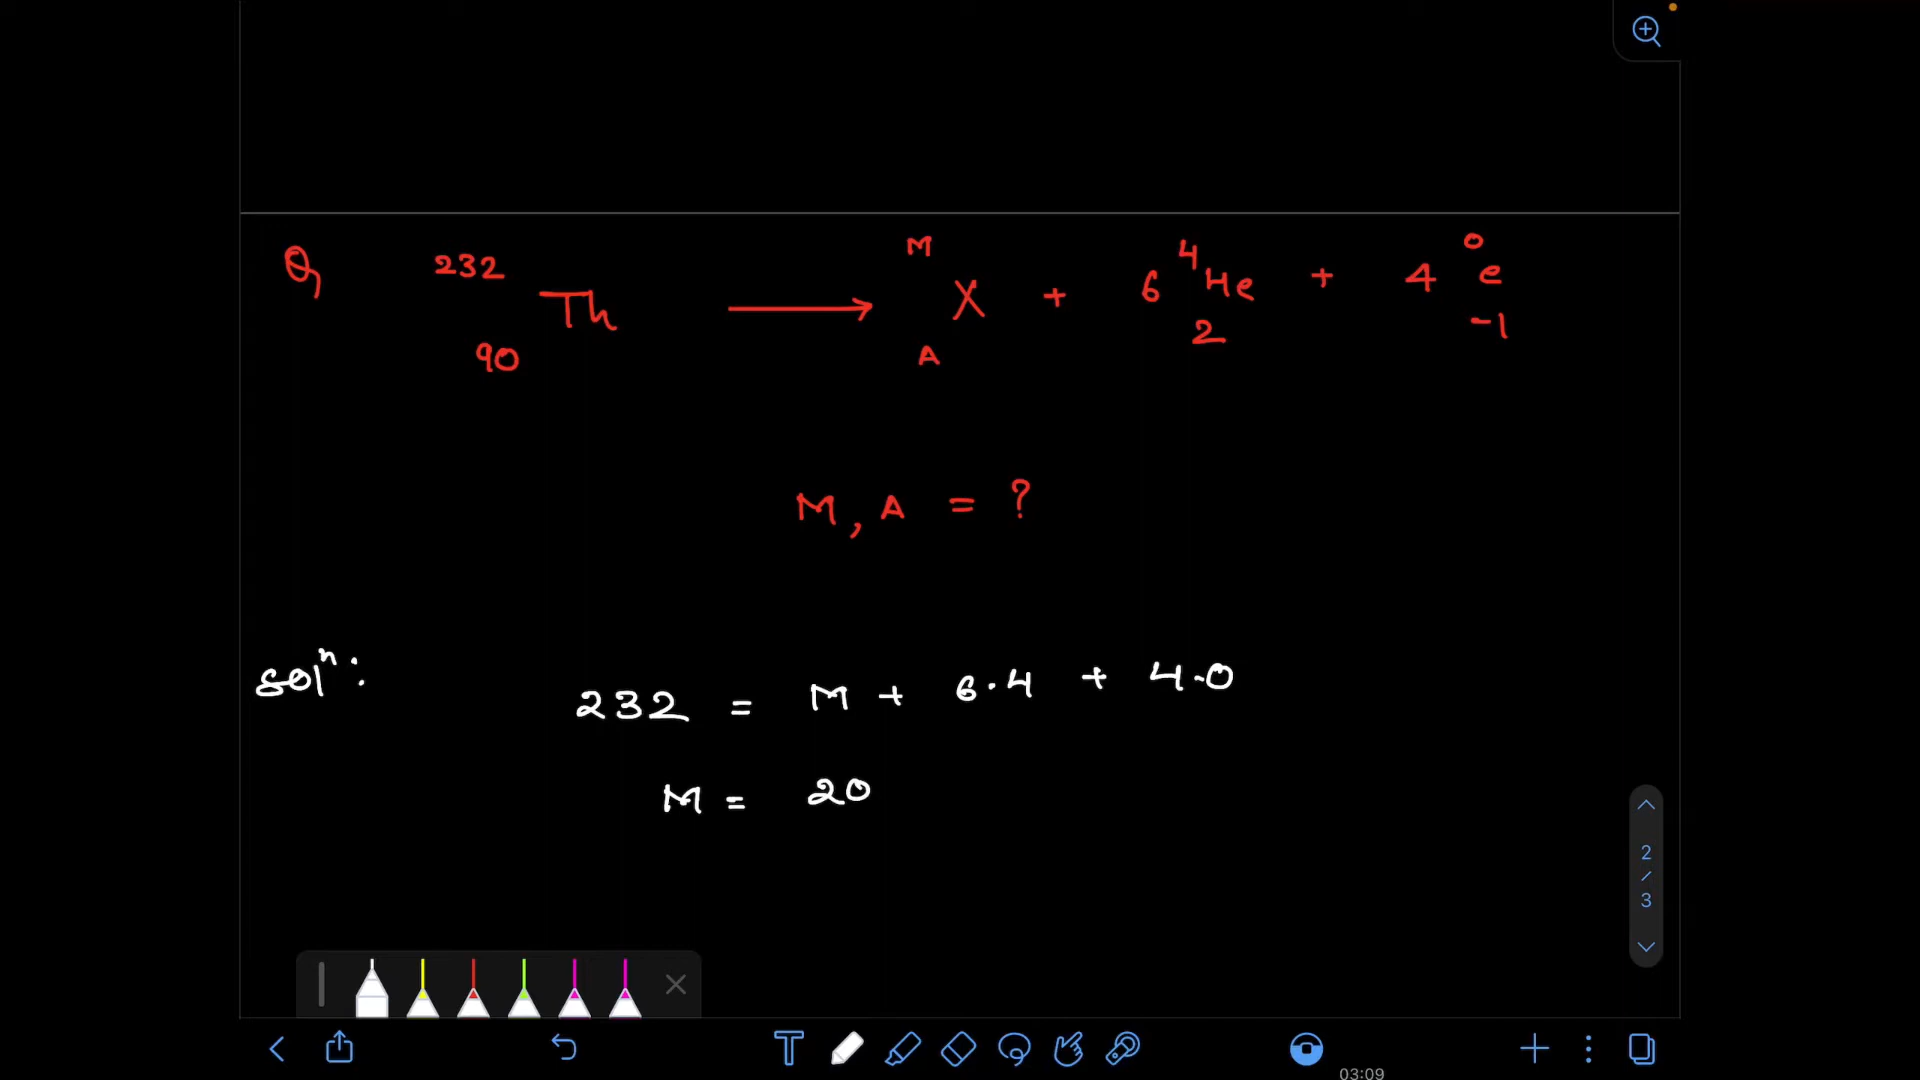 Q) 232 90 Th → M A X + 6 4 2 He + 4 0 -1 e
M, A = ?
solⁿ: 232 = M + 6.4 + 4.0
M = 20
2
/
3
T
03:09